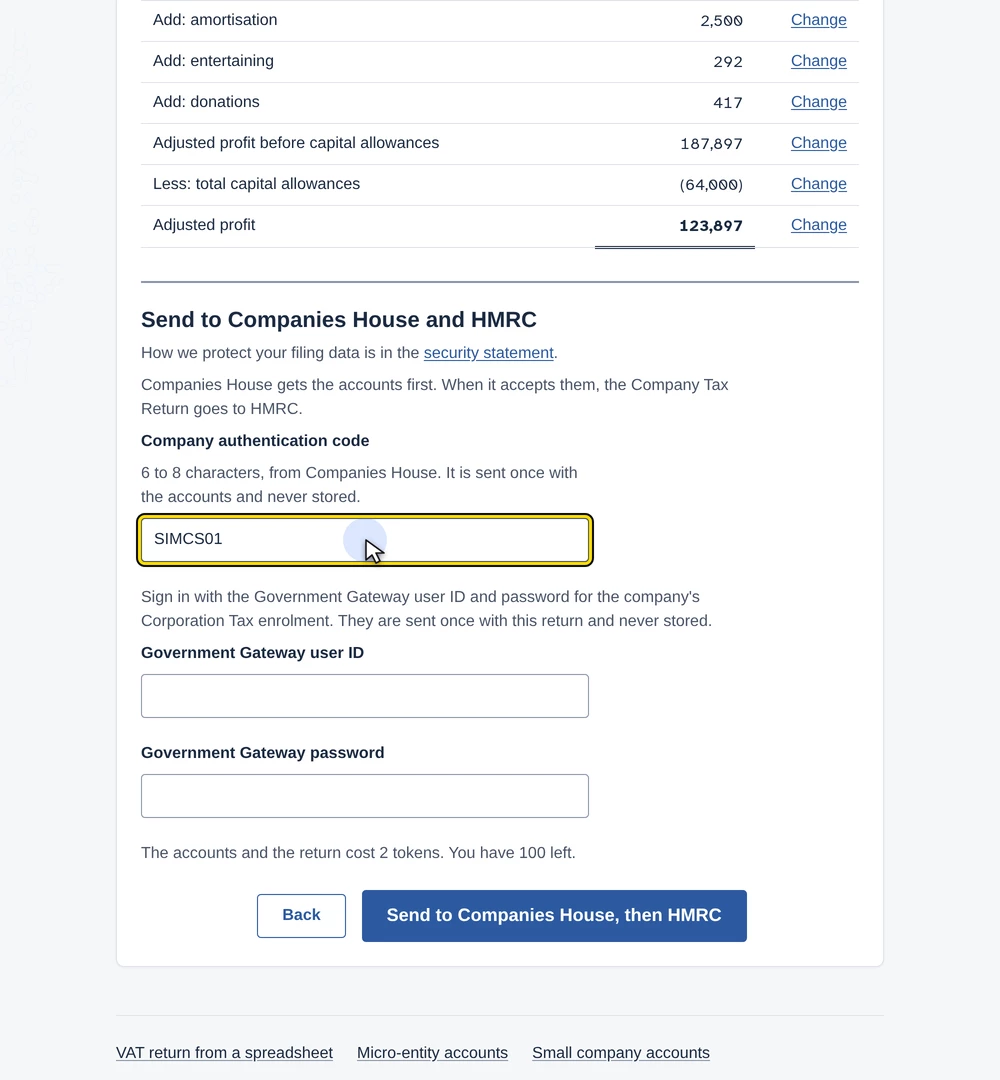 Add: amortisation 2,500 Change
Add: entertaining 292 Change
Add: donations 417 Change
Adjusted profit before capital allowances 187,897 Change
Less: total capital allowances (64,000) Change
Adjusted profit 123,897 Change
Send to Companies House and HMRC
How we protect your filing data is in the security statement.
Companies House gets the accounts first. When it accepts them, the Company Tax
Return goes to HMRC.
Company authentication code
6 to 8 characters, from Companies House. It is sent once with
the accounts and never stored.
SIMCS01
Sign in with the Government Gateway user ID and password for the company's
Corporation Tax enrolment. They are sent once with this return and never stored.
Government Gateway user ID
Government Gateway password
The accounts and the return cost 2 tokens. You have 100 left.
Back Send to Companies House, then HMRC
VAT return from a spreadsheet Micro-entity accounts Small company accounts